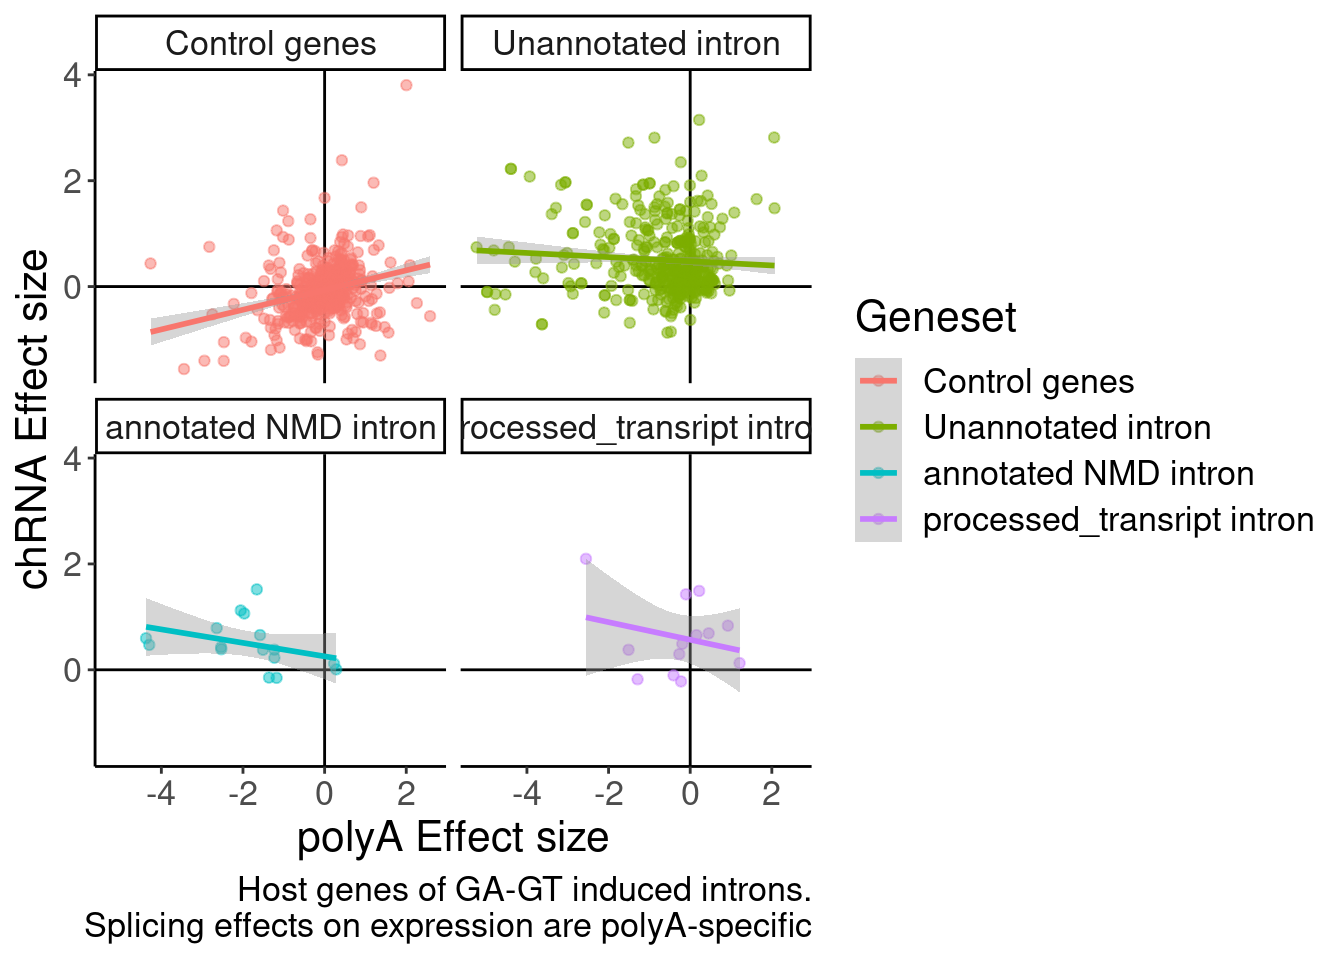 Control genes
Unannotated intron
4
2
0
chRNA Effect size
annotated NMD intron
rocessed_transript intro
4
2
0
-4 -2 0 2
-4 -2 0 2
polyA Effect size
Host genes of GA-GT induced introns.
Splicing effects on expression are polyA-specific
Geneset
Control genes
Unannotated intron
annotated NMD intron
processed_transript intron